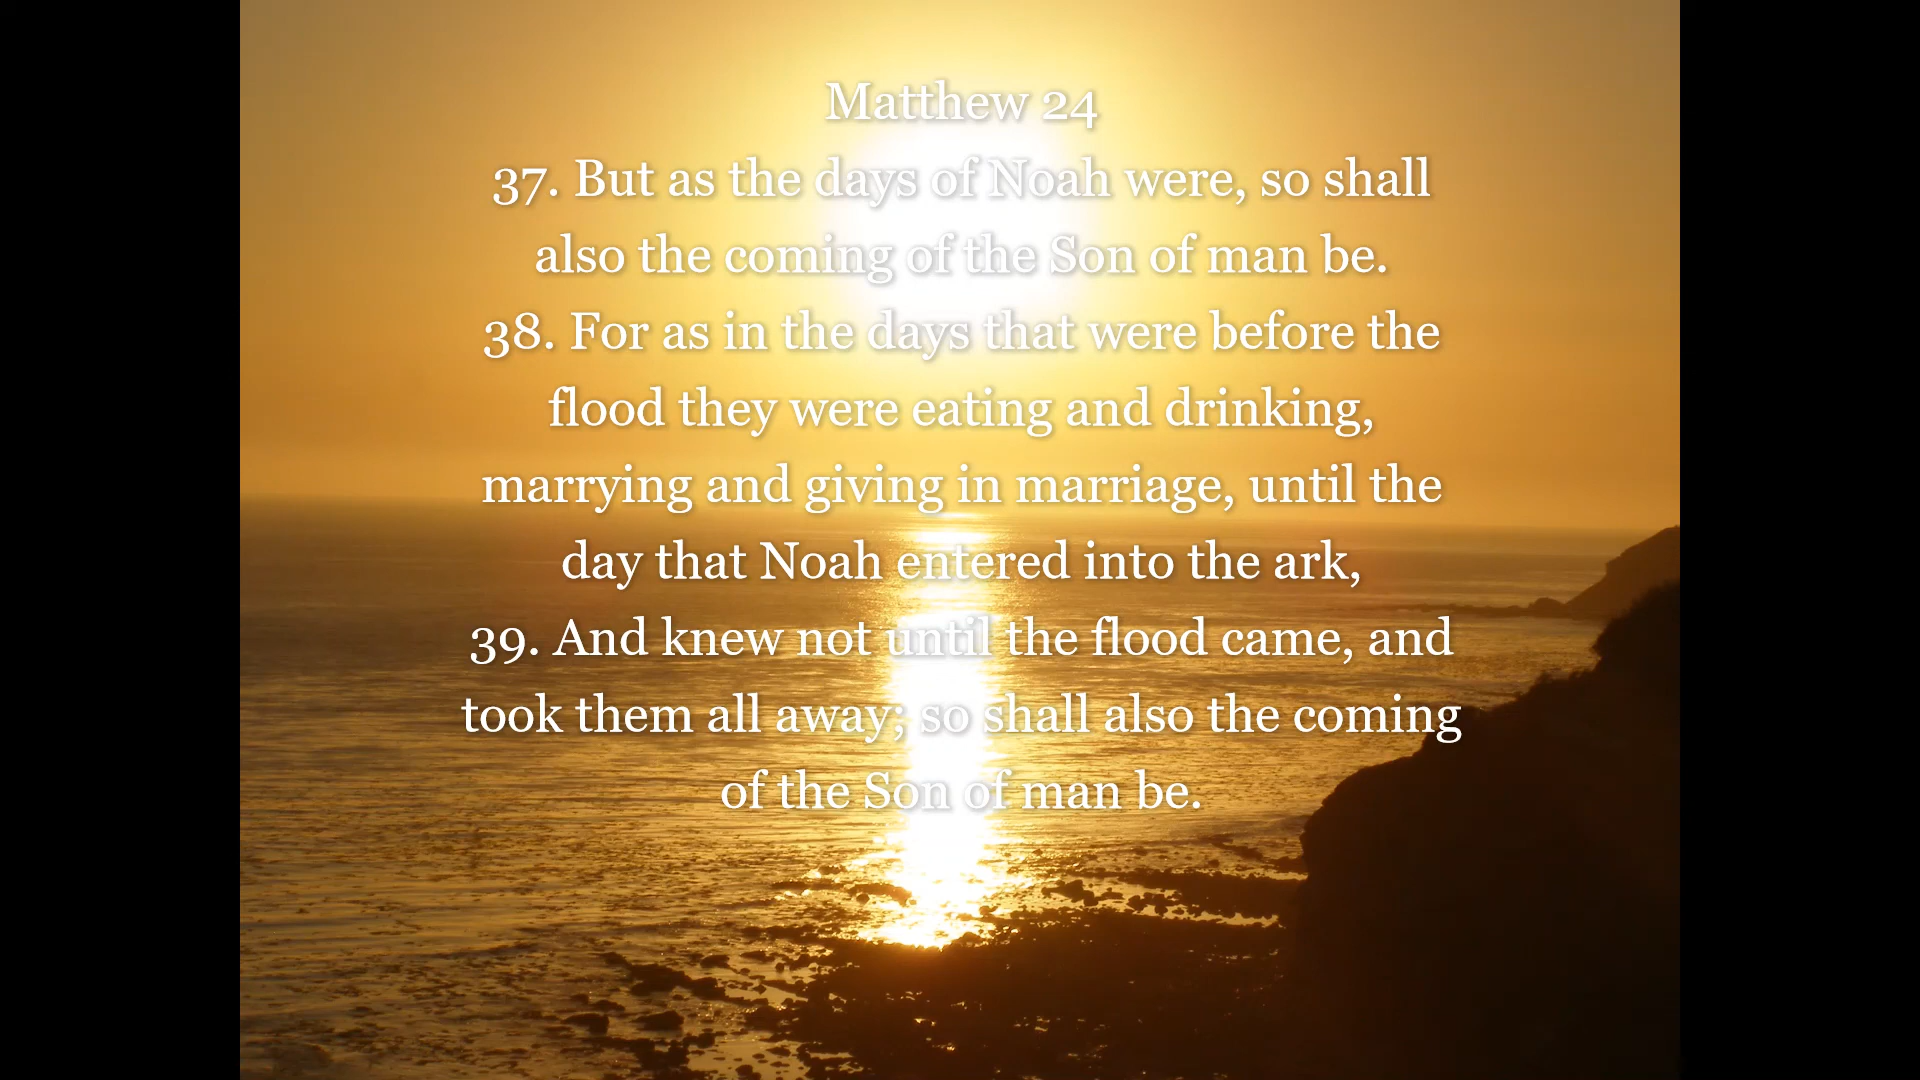 Matthew 24
37. But as the days of Noah were, so shall
also the coming of the Son of man be.
38. For as in the days that were before the
flood they were eating and drinking,
marrying and giving in marriage, until the
day that Noah entered into the ark,
39. And knew not until the flood came, and
took them all away; so shall also the coming
of the Son of man be.